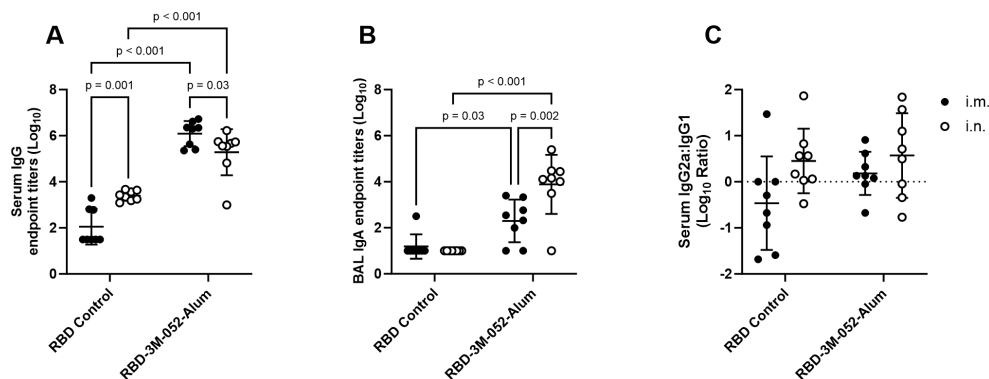 A
p < 0.001
p < 0.001
p = 0.001
p = 0.03
Serum IgG
endpoint titers (Log10)
8
6
4
2
0
RBD Control
RBD-3M-052-Alum
B
p < 0.001
p = 0.03
p = 0.002
BAL IgA endpoint titers (Log10)
8
6
4
2
0
RBD Control
RBD-3M-052-Alum
C
Serum IgG2a:IgG1
(Log10 Ratio)
2
1
0
-1
-2
RBD Control
RBD-3M-052-Alum
i.m.
i.n.